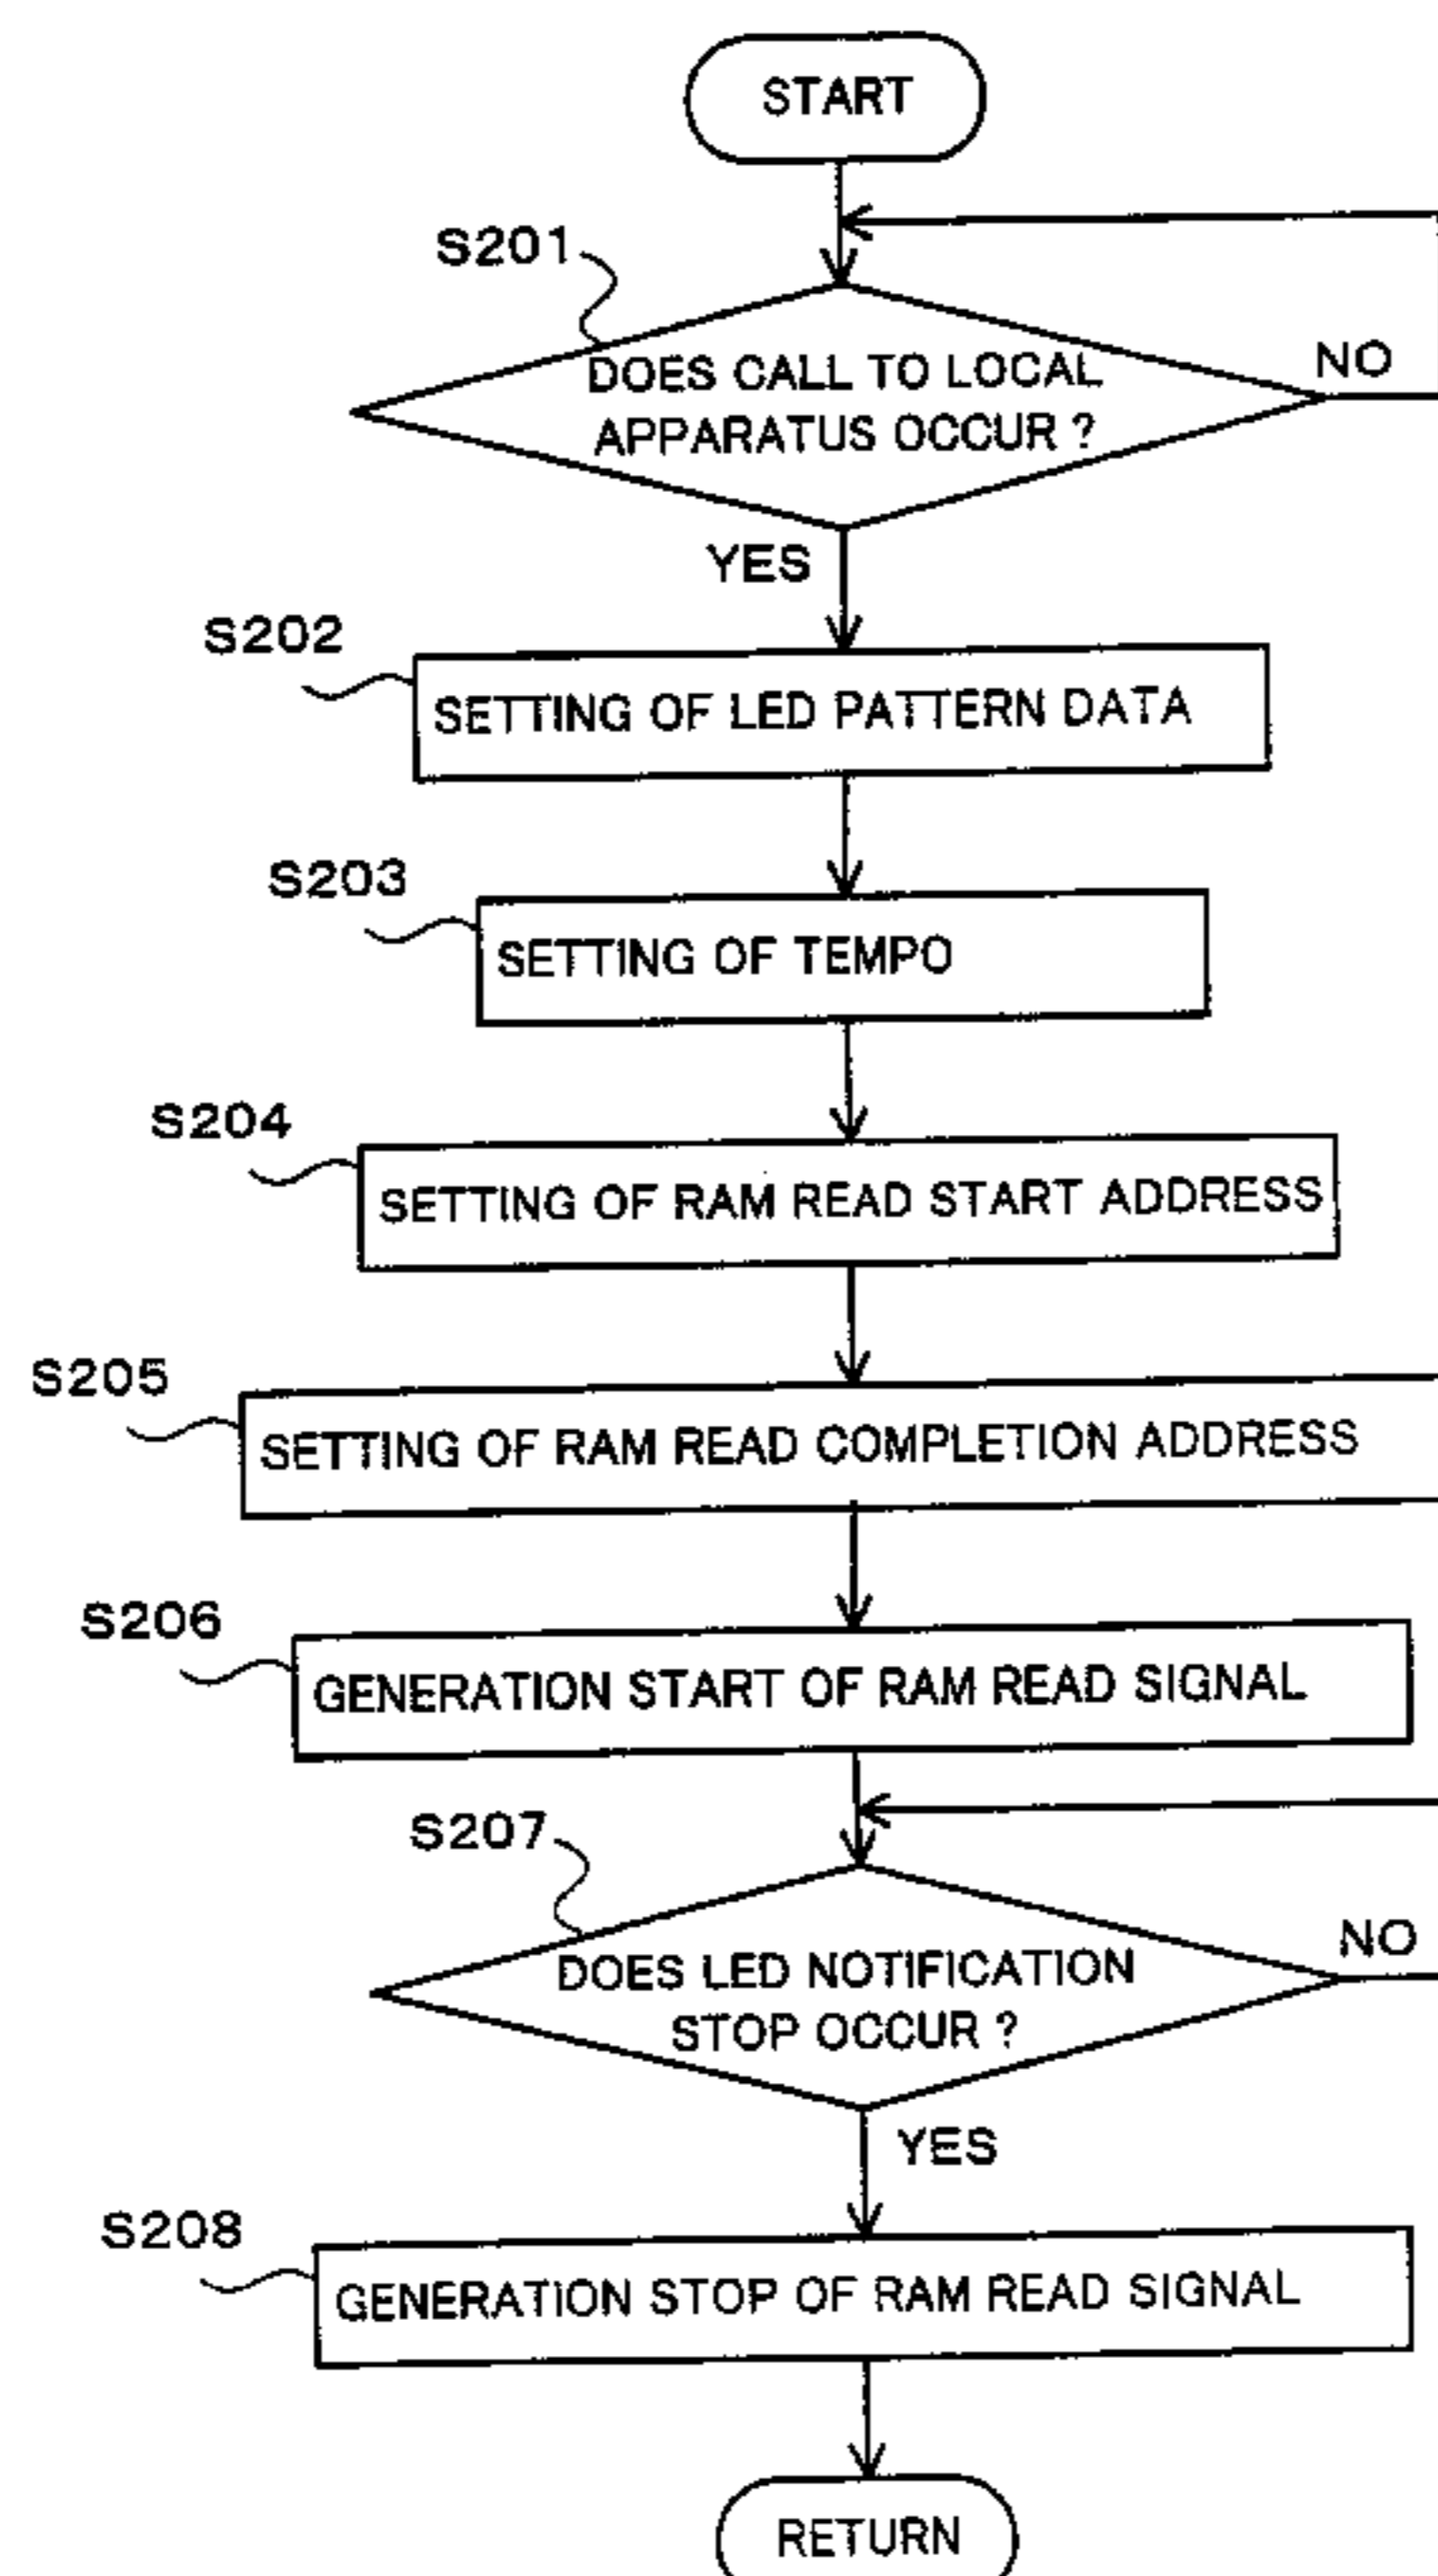 START
S201
DOES CALL TO LOCAL
APPARATUS OCCUR ?
NO
YES
S202
SETTING OF LED PATTERN DATA
S203
SETTING OF TEMPO
S204
SETTING OF RAM READ START ADDRESS
S205
SETTING OF RAM READ COMPLETION ADDRESS
S206
GENERATION START OF RAM READ SIGNAL
S207
DOES LED NOTIFICATION
STOP OCCUR ?
NO
YES
S208
GENERATION STOP OF RAM READ SIGNAL
RETURN